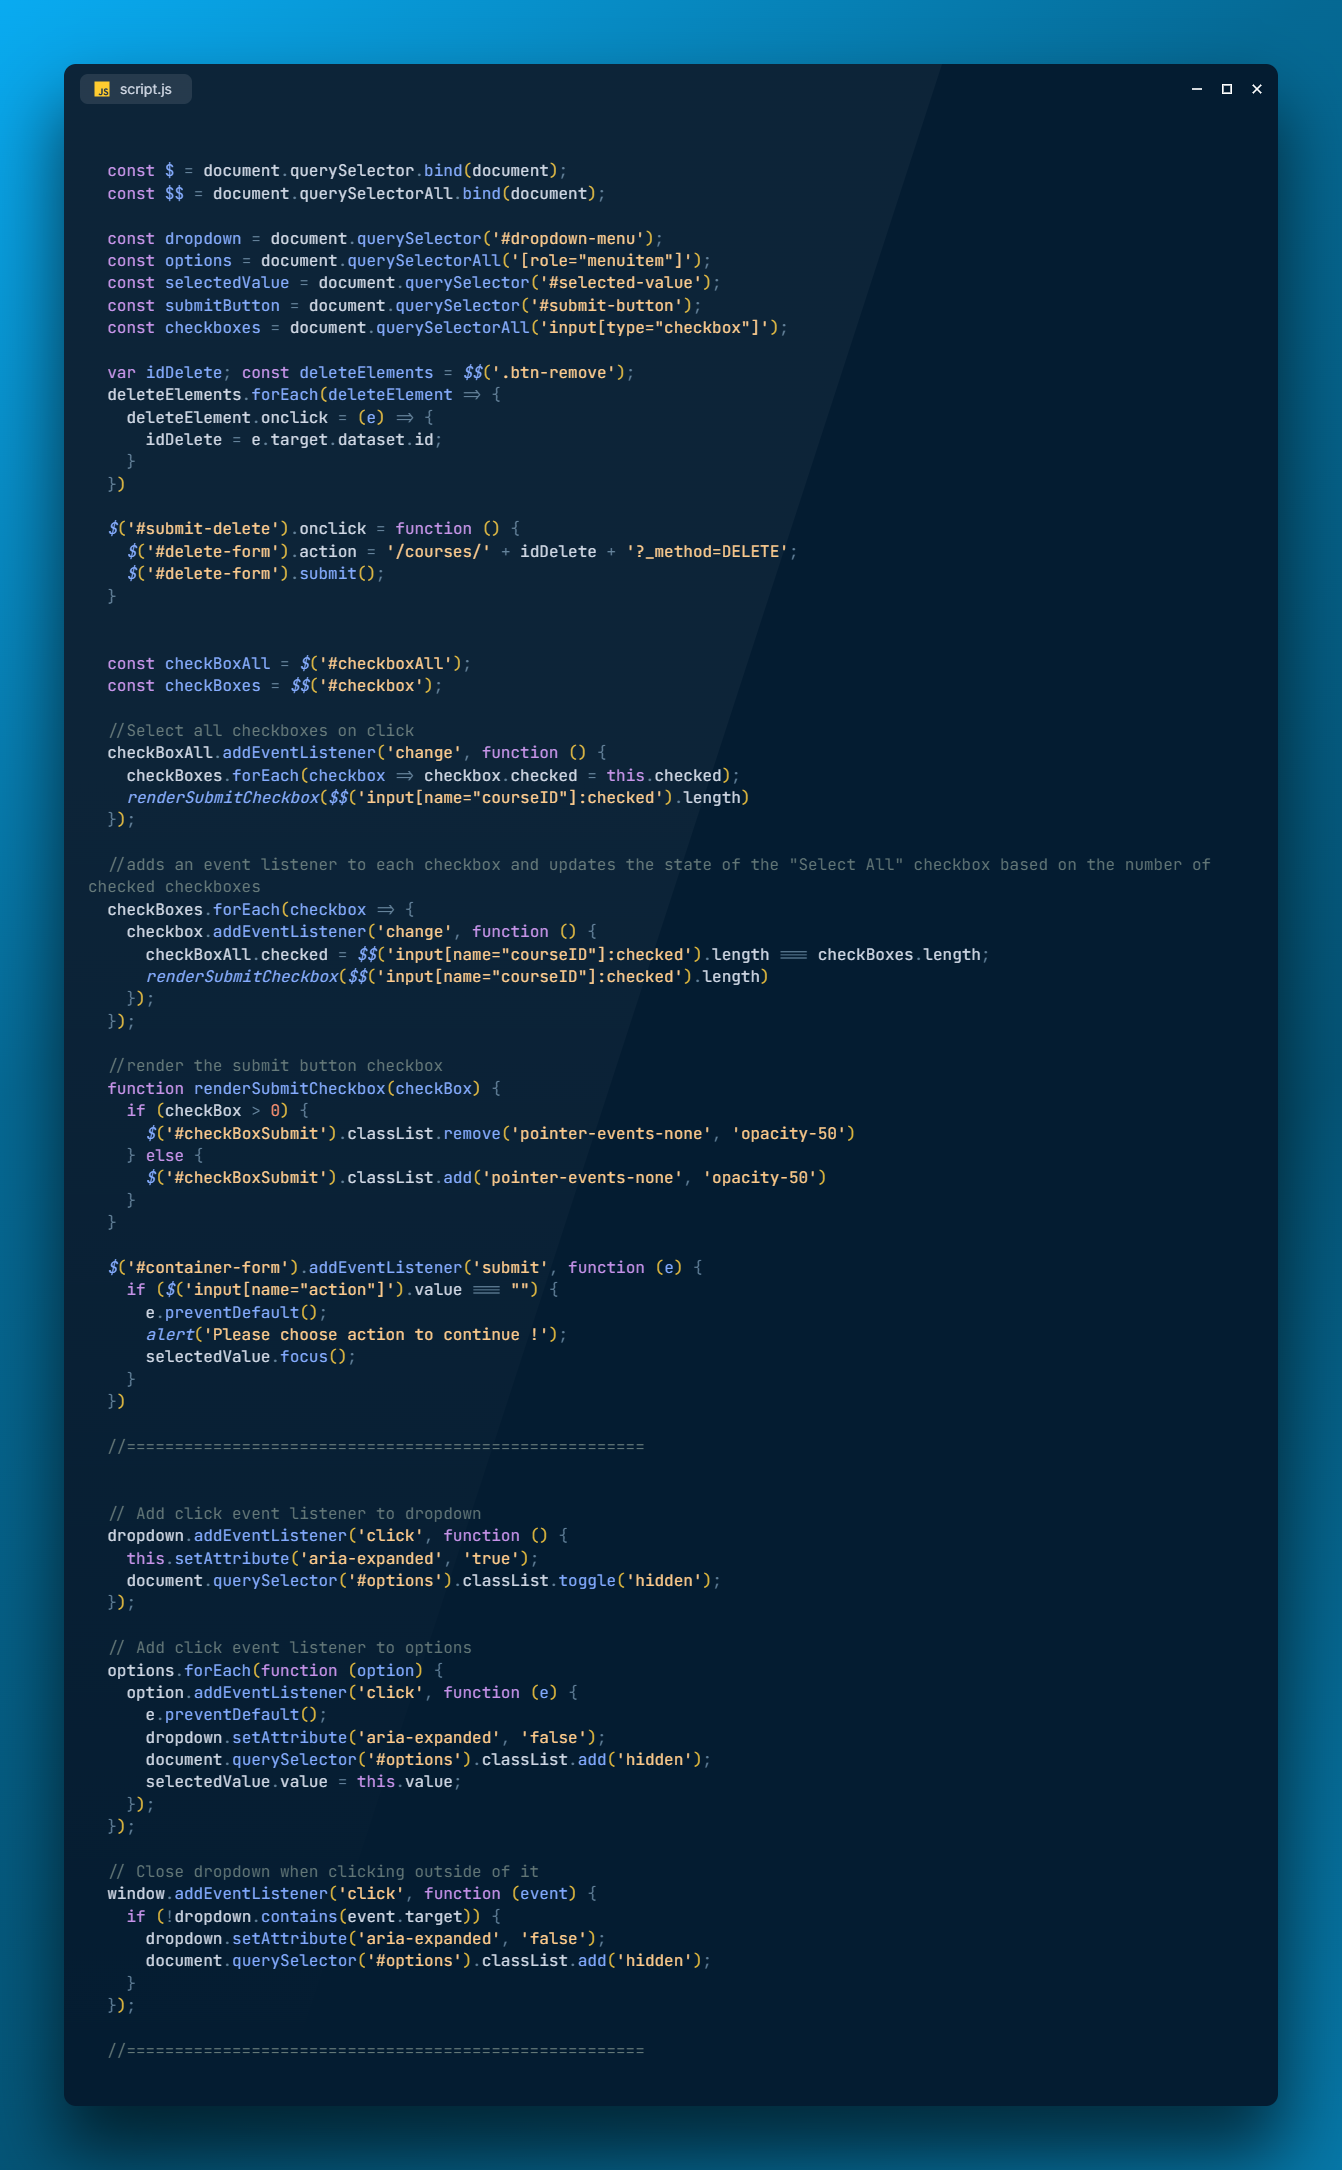 JS script.js
const $ = document.querySelector.bind(document);
const $$ = document.querySelectorAll.bind(document);
const dropdown = document.querySelector('#dropdown-menu');
const options = document.querySelectorAll('[role="menuitem"]');
const selectedValue = document.querySelector('#selected-value');
const submitButton = document.querySelector('#submit-button');
const checkboxes = document.querySelectorAll('input[type="checkbox"]');
var idDelete; const deleteElements = $$('.btn-remove');
deleteElements.forEach(deleteElement => {
  deleteElement.onclick = (e) => {
    idDelete = e.target.dataset.id;
  }
})
$('#submit-delete').onclick = function () {
  $('#delete-form').action = '/courses/' + idDelete + '?_method=DELETE';
  $('#delete-form').submit();
}
const checkBoxAll = $('#checkboxAll');
const checkBoxes = $$('#checkbox');
//Select all checkboxes on click
checkBoxAll.addEventListener('change', function () {
  checkBoxes.forEach(checkbox => checkbox.checked = this.checked);
  renderSubmitCheckbox($$('input[name="courseID"]:checked').length)
});
//adds an event listener to each checkbox and updates the state of the "Select All" checkbox based on the number of
checked checkboxes
checkBoxes.forEach(checkbox => {
  checkbox.addEventListener('change', function () {
    checkBoxAll.checked = $$('input[name="courseID"]:checked').length === checkBoxes.length;
    renderSubmitCheckbox($$('input[name="courseID"]:checked').length)
  });
});
//render the submit button checkbox
function renderSubmitCheckbox(checkBox) {
  if (checkBox > 0) {
    $('#checkBoxSubmit').classList.remove('pointer-events-none', 'opacity-50')
  } else {
    $('#checkBoxSubmit').classList.add('pointer-events-none', 'opacity-50')
  }
}
$('#container-form').addEventListener('submit', function (e) {
  if ($('input[name="action"]').value === "") {
    e.preventDefault();
    alert('Please choose action to continue !');
    selectedValue.focus();
  }
})
//======================================================
// Add click event listener to dropdown
dropdown.addEventListener('click', function () {
  this.setAttribute('aria-expanded', 'true');
  document.querySelector('#options').classList.toggle('hidden');
});
// Add click event listener to options
options.forEach(function (option) {
  option.addEventListener('click', function (e) {
    e.preventDefault();
    dropdown.setAttribute('aria-expanded', 'false');
    document.querySelector('#options').classList.add('hidden');
    selectedValue.value = this.value;
  });
});
// Close dropdown when clicking outside of it
window.addEventListener('click', function (event) {
  if (!dropdown.contains(event.target)) {
    dropdown.setAttribute('aria-expanded', 'false');
    document.querySelector('#options').classList.add('hidden');
  }
});
//======================================================